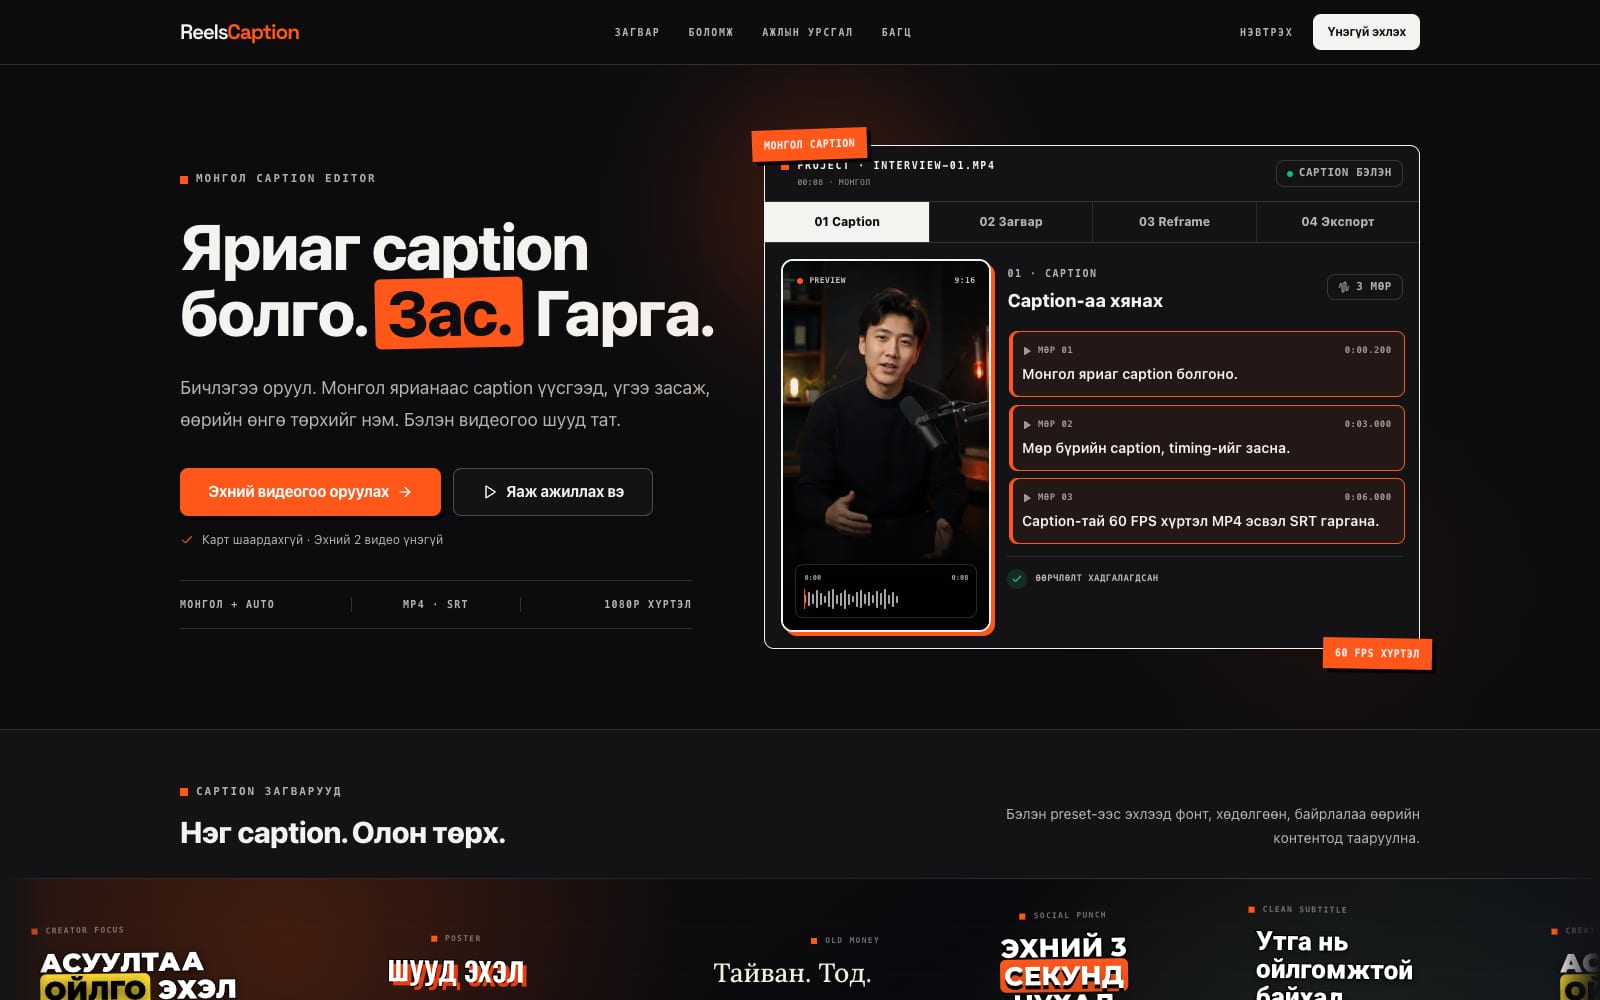 ReelsCaption
ЗАГВАР
БОЛОМЖ
АЖЛЫН УРСГАЛ
БАГЦ
НЭВТРЭХ
Үнэгүй эхлэх
МОНГОЛ CAPTION EDITOR
Яриаг caption
болго. Зас. Гарга.
Бичлэгээ оруул. Монгол ярианаас caption үүсгээд, үгээ засаж,
өөрийн өнгө төрхийг нэм. Бэлэн видеогоо шууд тат.
Эхний видеогоо оруулах →
Яаж ажиллах вэ
Карт шаардахгүй · Эхний 2 видео үнэгүй
МОНГОЛ + AUTO
MP4 · SRT
1080P ХҮРТЭЛ
МОНГОЛ CAPTION
PROJECT · INTERVIEW-01.MP4
00:08 · МОНГОЛ
CAPTION БЭЛЭН
01 Caption
02 Загвар
03 Reframe
04 Экспорт
PREVIEW
9:16
0:00
0:08
01 · CAPTION
Caption-аа хянах
3 МӨР
МӨР 01
0:00.200
Монгол яриаг caption болгоно.
МӨР 02
0:03.000
Мөр бүрийн caption, timing-ийг засна.
МӨР 03
0:06.000
Caption-тай 60 FPS хүртэл MP4 эсвэл SRT гаргана.
ӨӨРЧЛӨЛТ ХАДГАЛАГДСАН
60 FPS ХҮРТЭЛ
CAPTION ЗАГВАРУУД
Нэг caption. Олон төрх.
Бэлэн preset-ээс эхлээд фонт, хөдөлгөөн, байрлалаа өөрийн
контентод тааруулна.
CREATOR FOCUS
АСУУЛТАА
ОЙЛГО ЭХЭЛ
POSTER
ШУУД ЭХЭЛ
OLD MONEY
Тайван. Тод.
SOCIAL PUNCH
ЭХНИЙ 3
СЕКУНД
ЧУХАЛ
CLEAN SUBTITLE
Утга нь
ойлгомжтой
байхад